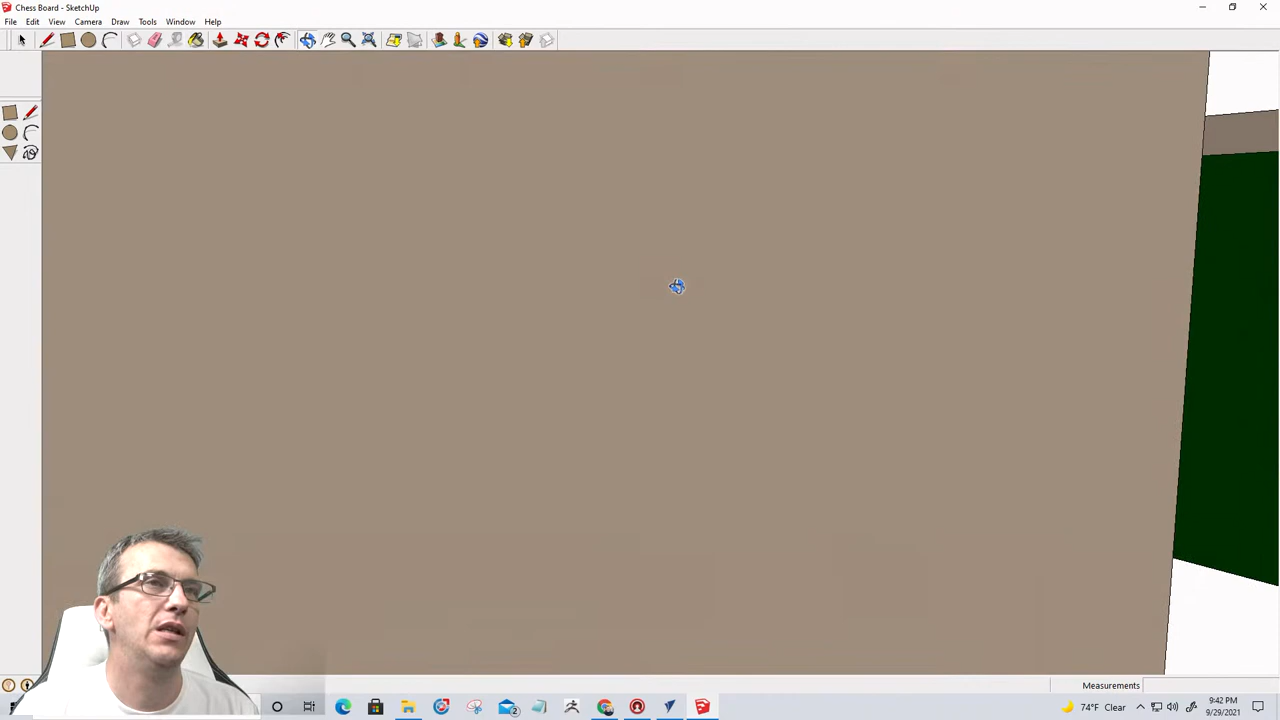 Chess Board - SketchUp
File Edit View Camera Draw Tools Window Help
Measurements
2
74°F Clear
9:42 PM
9/29/2021